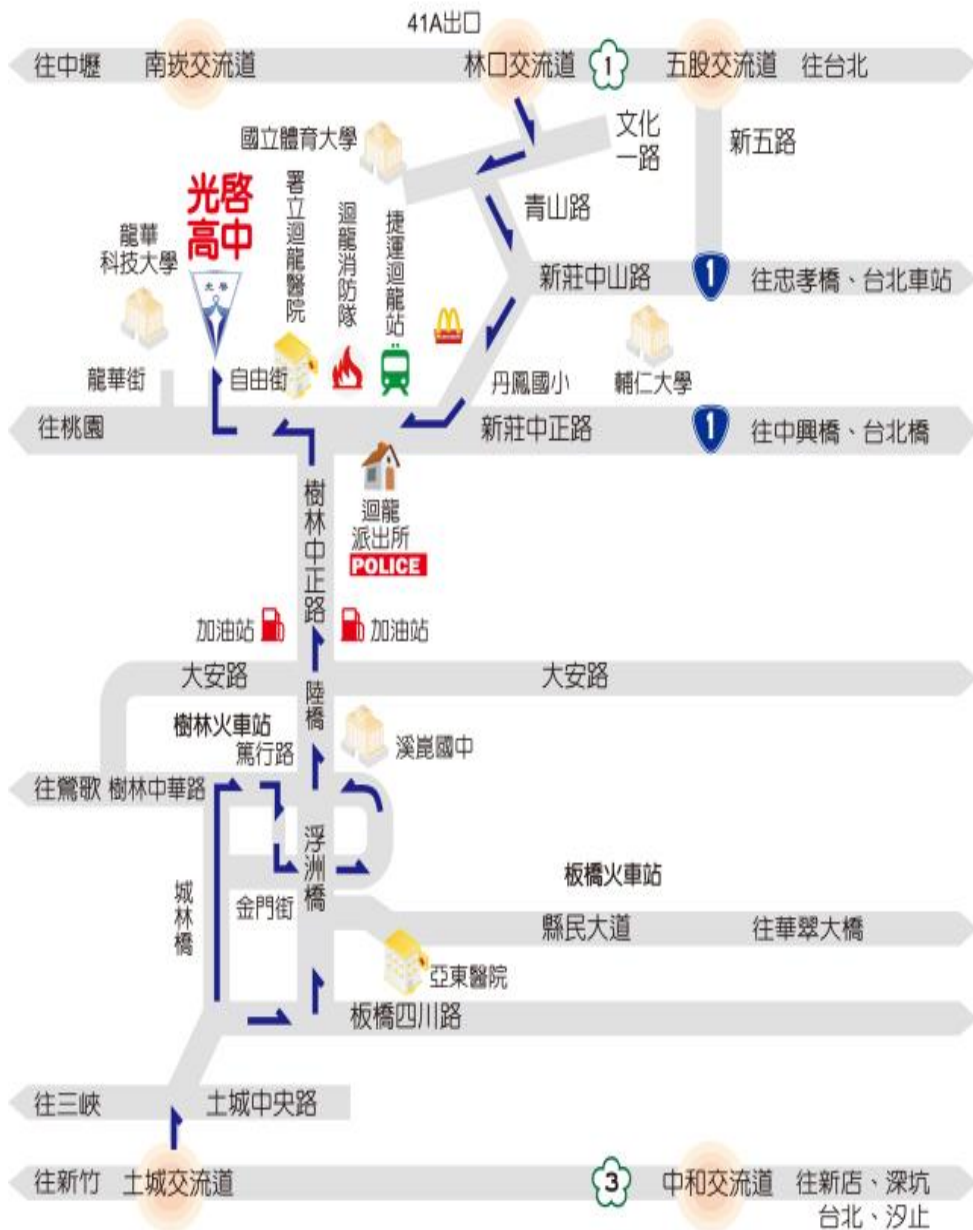 41A出口
往中壢
南崁交流道
林口交流道
1
五股交流道
往台北
文化
一路
新五路
國立體育大學
青山路
光啓
高中
署立迴龍醫院
迴龍消防隊
捷運迴龍站
龍華
科技大學
光啓
新莊中山路
1
往忠孝橋、台北車站
龍華街
自由街
丹鳳國小
輔仁大學
往桃園
新莊中正路
1
往中興橋、台北橋
樹林中正路
迴龍
派出所
POLICE
加油站
加油站
大安路
大安路
陸橋
樹林火車站
篤行路
溪崑國中
往鶯歌
樹林中華路
浮洲橋
城林橋
金門街
板橋火車站
縣民大道
往華翠大橋
亞東醫院
板橋四川路
往三峽
土城中央路
往新竹
土城交流道
3
中和交流道
往新店、深坑
台北、汐止